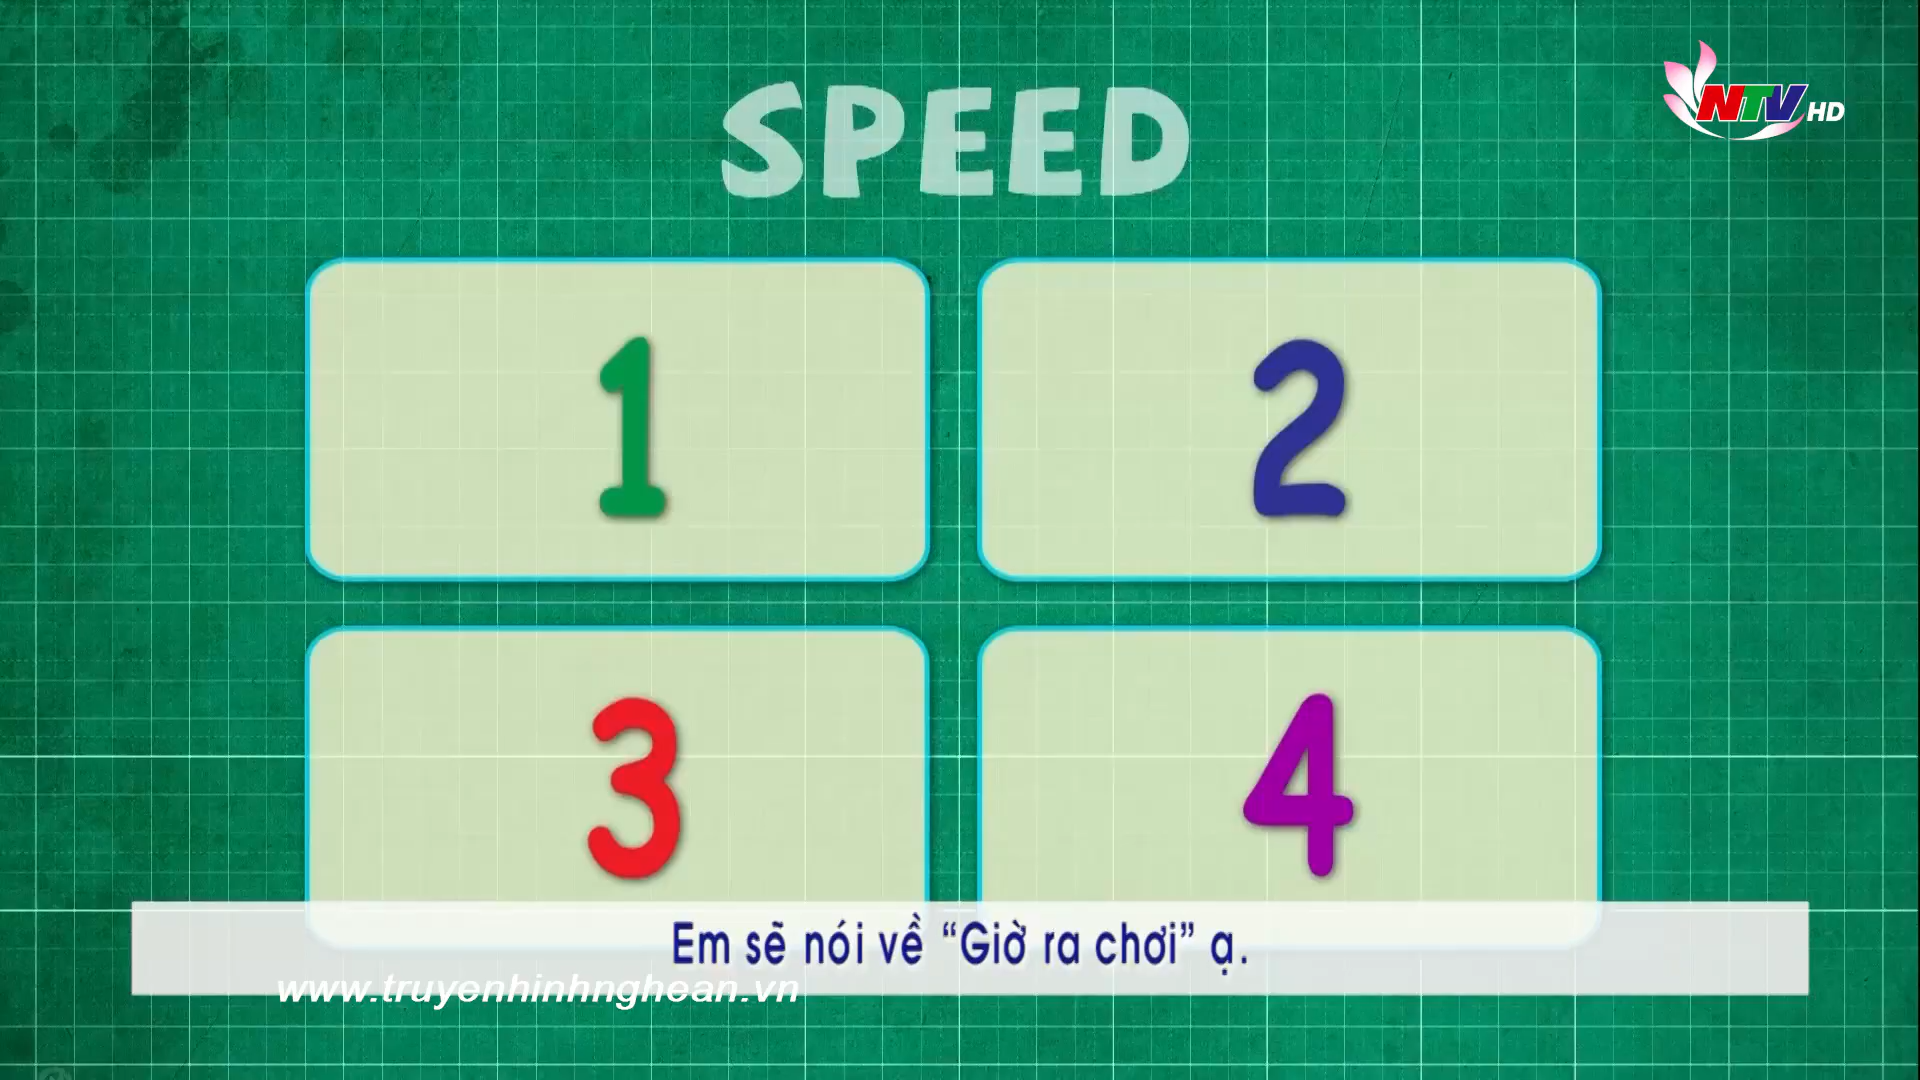 SPEED
NTV HD
1
2
3
4
Em sẽ nói về “Giờ ra chơi” ạ.
www.truyenhinhnghean.vn